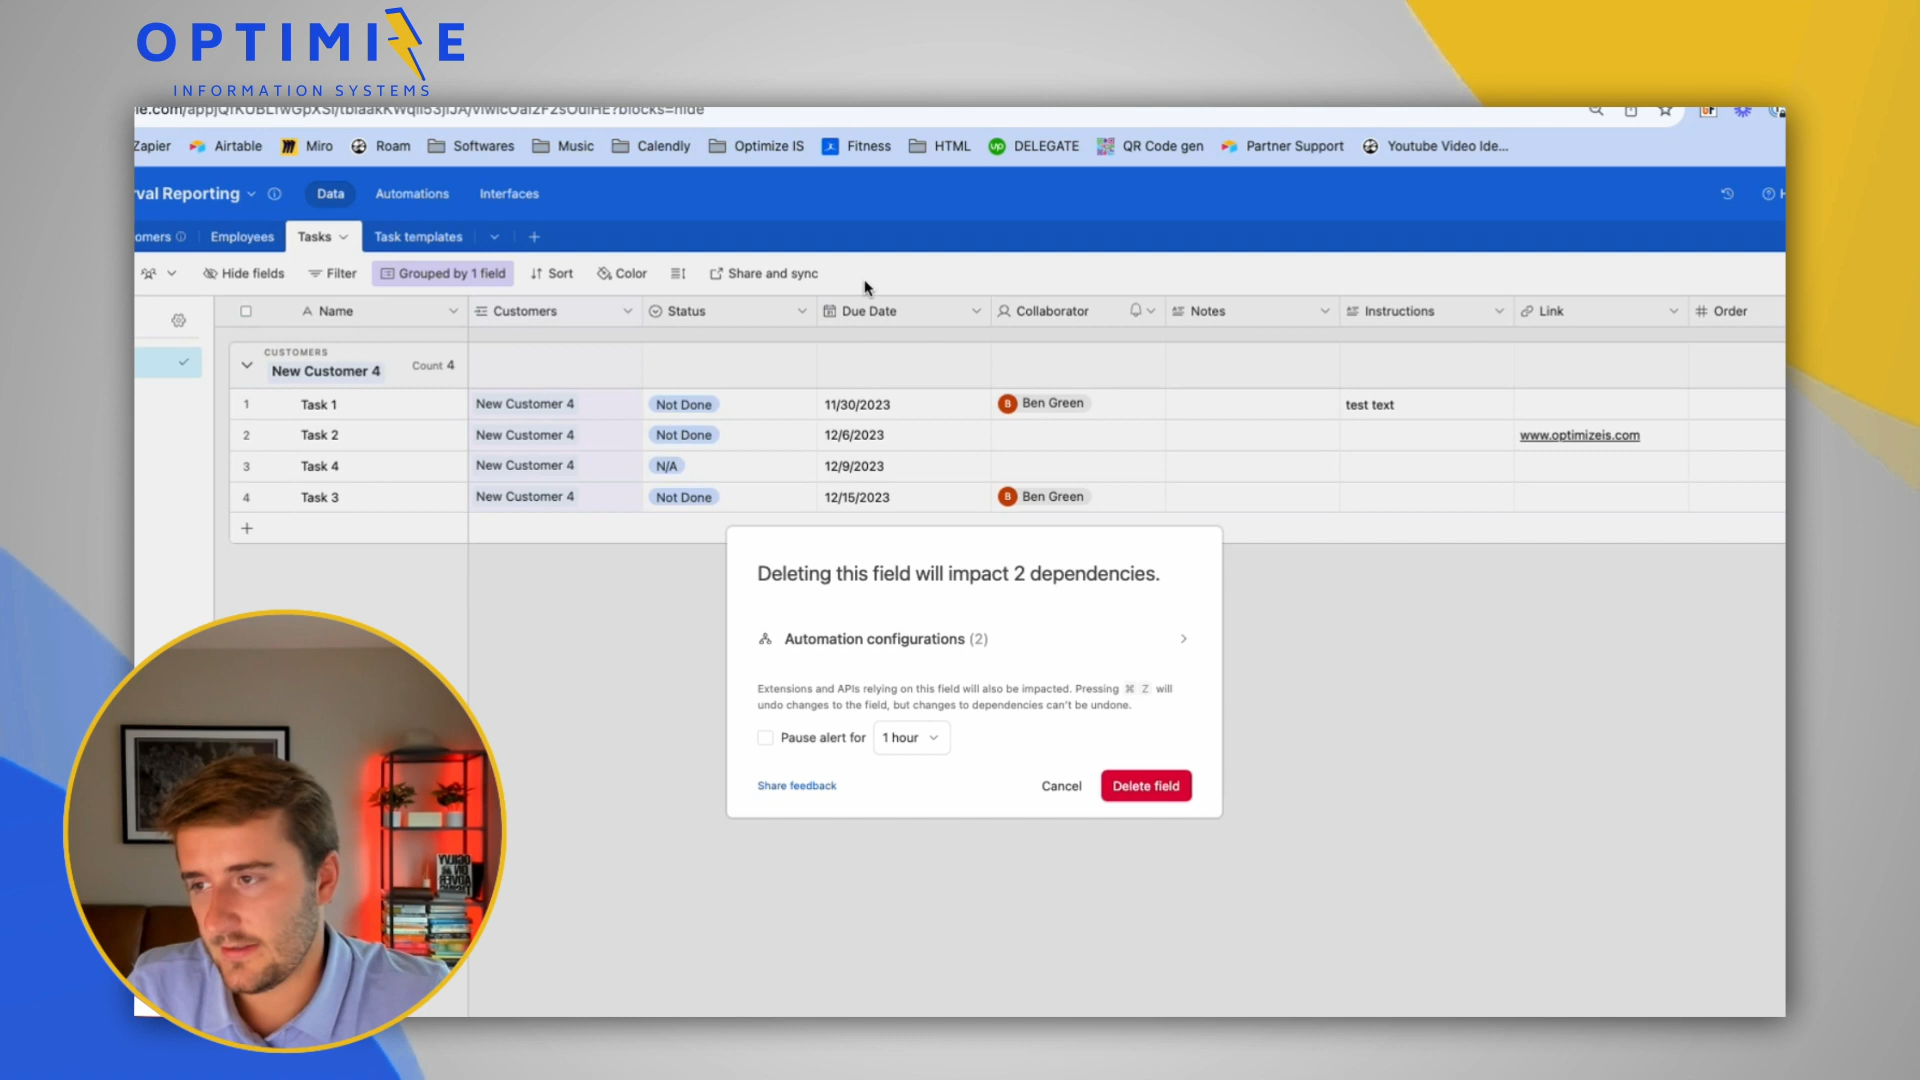 OPTIMIZE
INFORMATION SYSTEMS
Zapier Airtable Miro Roam Softwares Music Calendly Optimize IS Fitness HTML DELEGATE QR Code gen Partner Support Youtube Video Ide...
val Reporting Data Automations Interfaces
omers Employees Tasks Task templates
Hide fields Filter Grouped by 1 field Sort Color Share and sync
Name Customers Status Due Date Collaborator Notes Instructions Link # Order
CUSTOMERS
New Customer 4 Count 4
1 Task 1 New Customer 4 Not Done 11/30/2023 B Ben Green test text
2 Task 2 New Customer 4 Not Done 12/6/2023 www.optimizeis.com
3 Task 4 New Customer 4 N/A 12/9/2023
4 Task 3 New Customer 4 Not Done 12/15/2023 B Ben Green
+
Deleting this field will impact 2 dependencies.
Automation configurations (2)
Extensions and APIs relying on this field will also be impacted. Pressing ⌘ Z will
undo changes to the field, but changes to dependencies can't be undone.
Pause alert for 1 hour
Share feedback Cancel Delete field